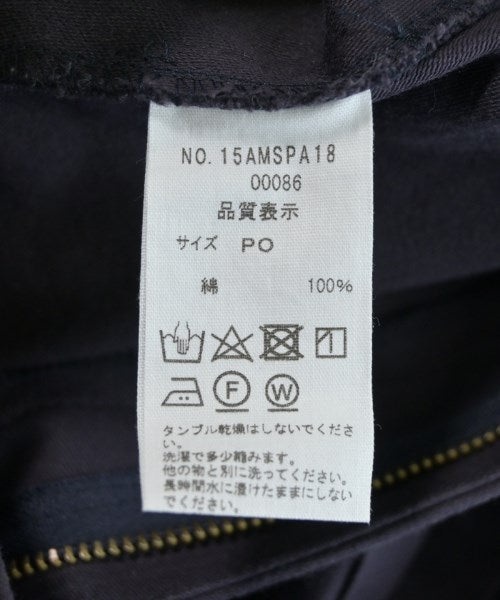 NO. 15AMSPA18
00086
品質表示
サイズ PO
綿 100%
F W
タンブル乾燥はしないでくださ
い。
洗濯で多少縮みます。
他の物と別に洗ってください。
長時間水に漬けたままにしない
でください。